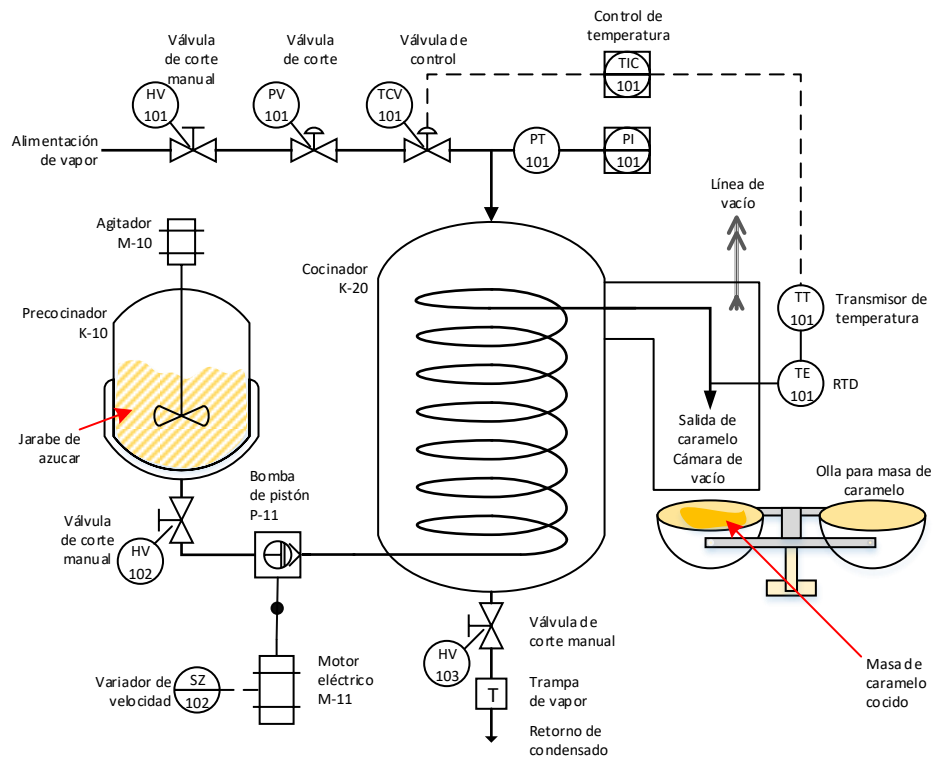 Control de
temperatura
TIC
101
Válvula
de corte
manual
HV
101
Válvula
de corte
PV
101
Válvula de
control
TCV
101
Alimentación
de vapor
PT
101
PI
101
Línea de
vacío
Agitador
M-10
Cocinador
K-20
Precocinador
K-10
TT
101
Transmisor de
temperatura
TE
101
RTD
Jarabe de
azucar
Salida de
caramelo
Cámara de
vacío
Olla para masa de
caramelo
Bomba
de pistón
P-11
Válvula
de corte
manual
HV
102
Válvula de
corte manual
HV
103
Variador de
velocidad
SZ
102
Motor
eléctrico
M-11
T
Trampa
de vapor
Retorno de
condensado
Masa de
caramelo
cocido